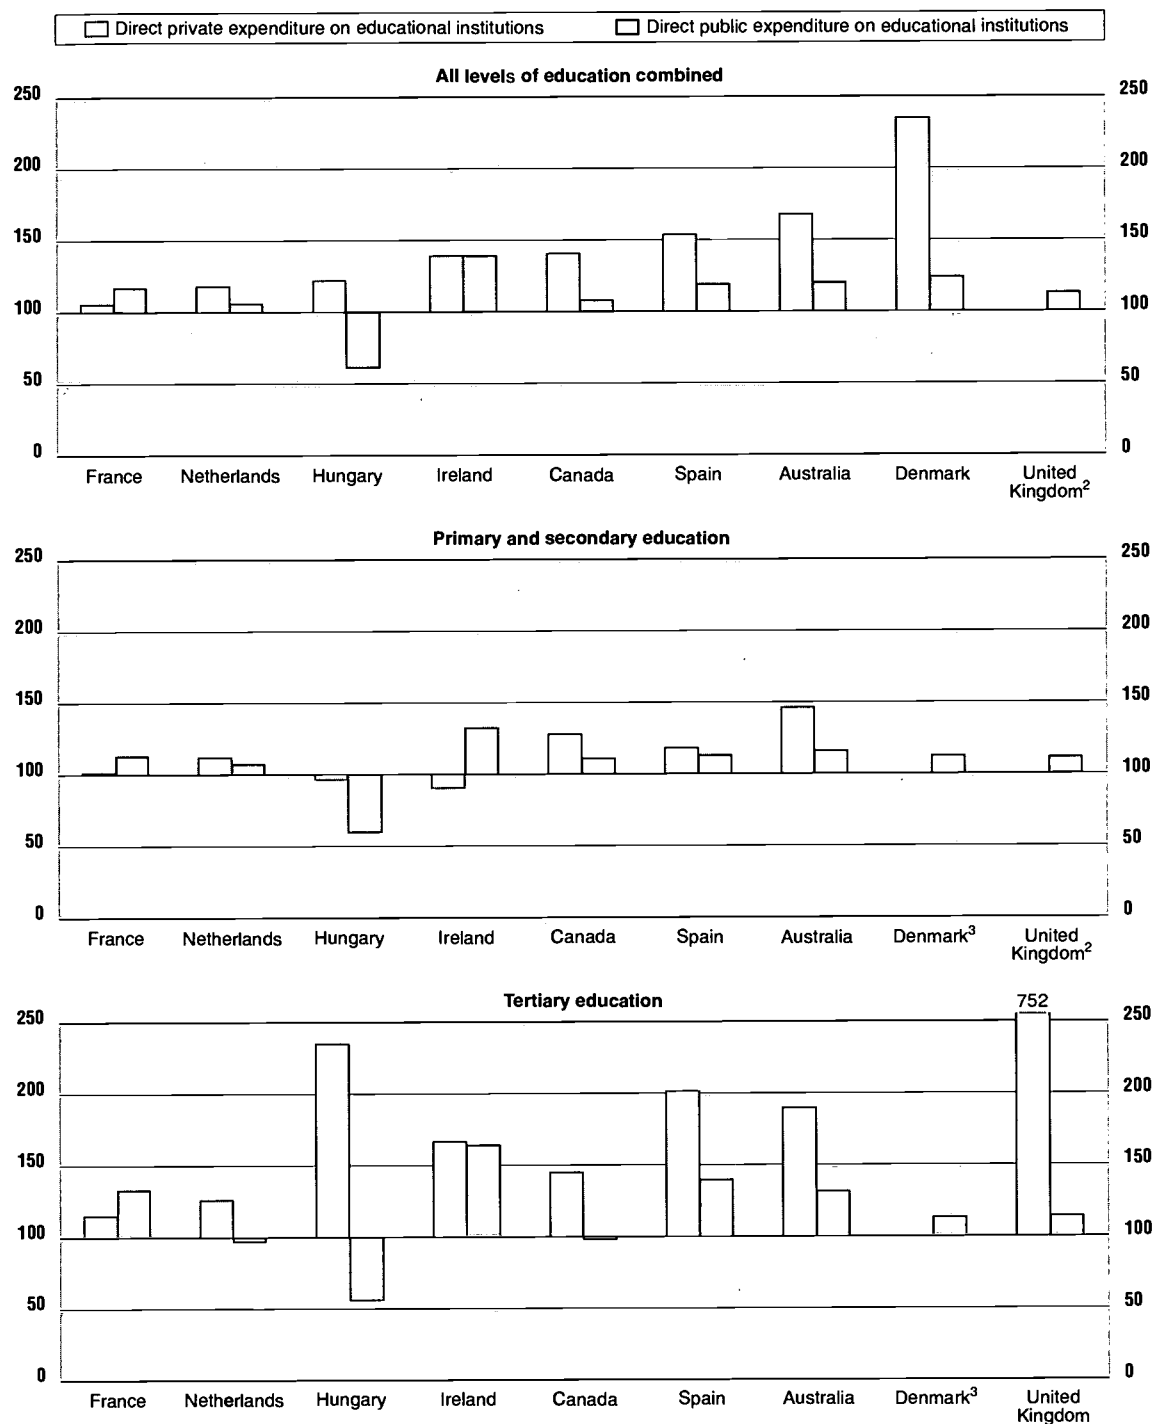 Direct private expenditure on educational institutions Direct public expenditure on educational institutions
All levels of education combined
250 250
200 200
150 150
100 100
50 50
0 0
France Netherlands Hungary Ireland Canada Spain Australia Denmark United
Kingdom²
Primary and secondary education
250 250
200 200
150 150
100 100
50 50
0 0
France Netherlands Hungary Ireland Canada Spain Australia Denmark³ United
Kingdom²
Tertiary education 752
250 250
200 200
150 150
100 100
50 50
0 0
France Netherlands Hungary Ireland Canada Spain Australia Denmark³ United
Kingdom